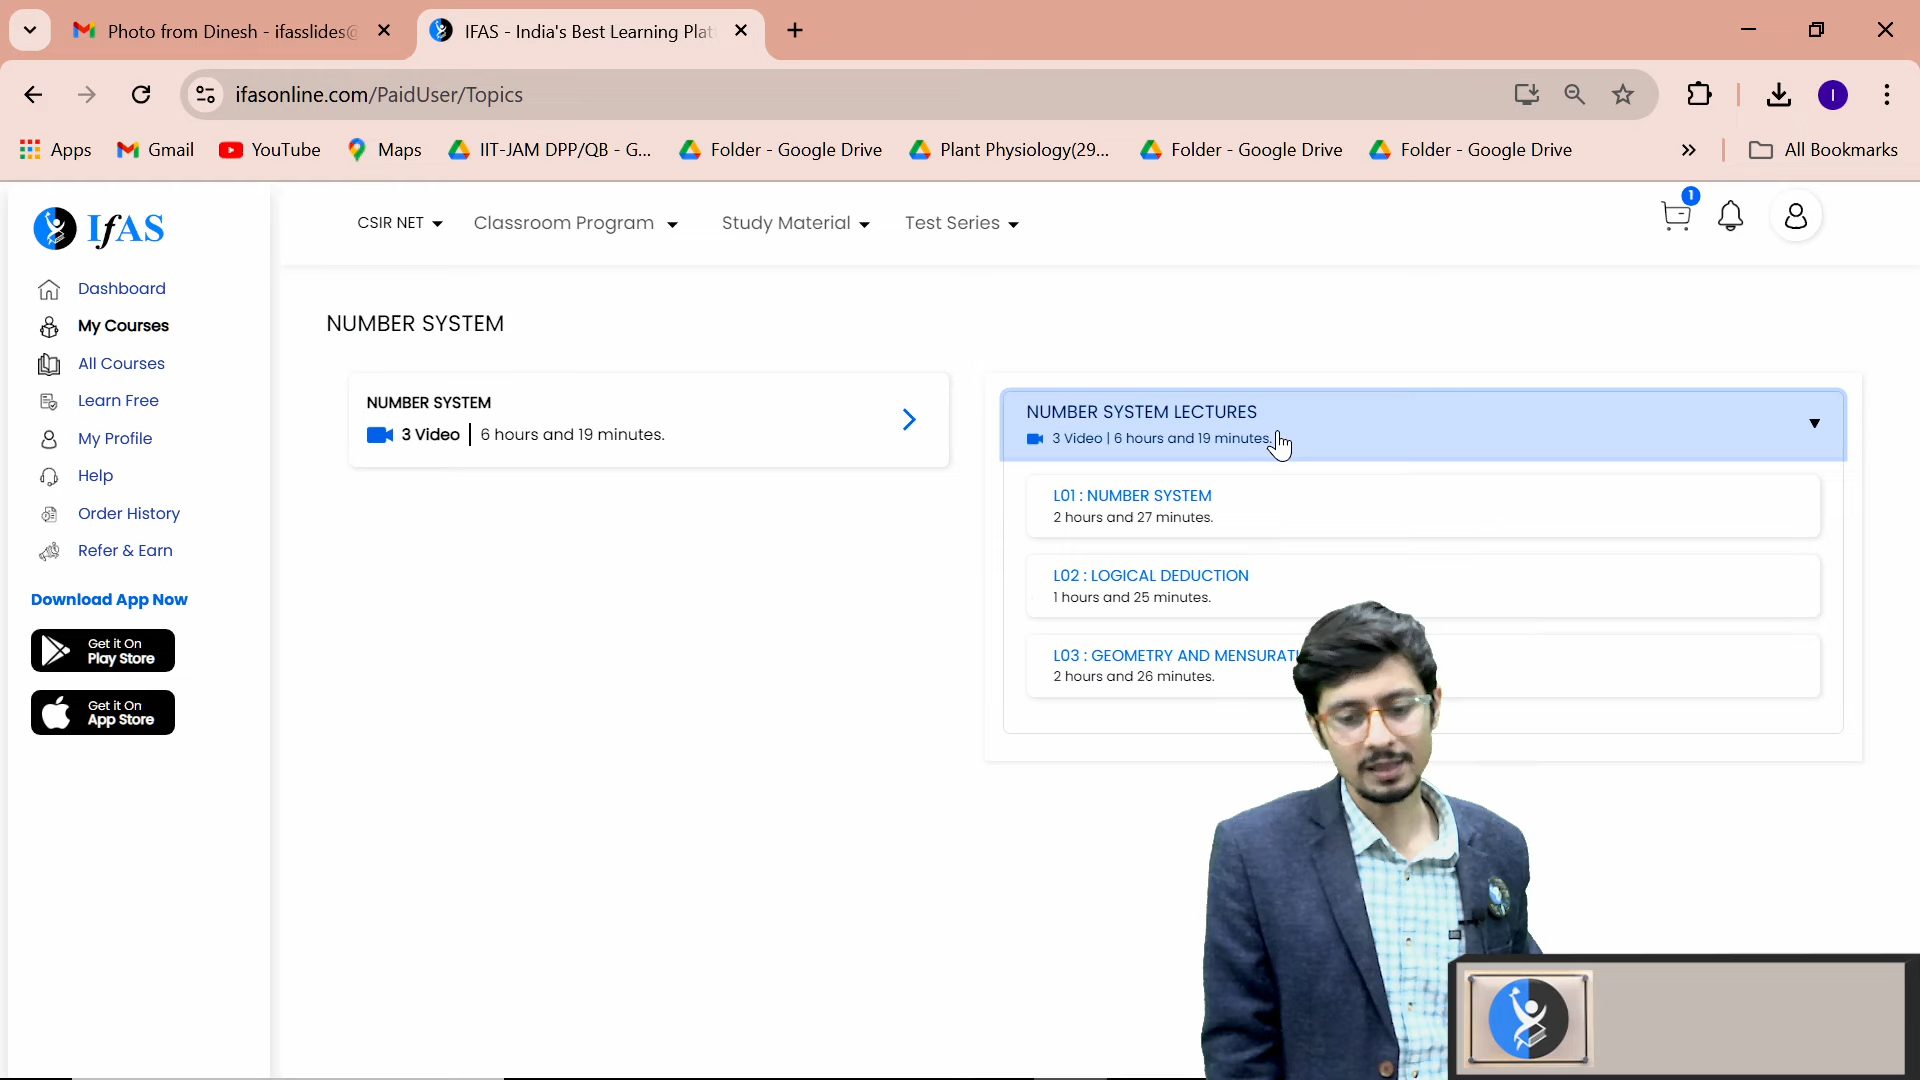 Photo from Dinesh - ifasslides@
IFAS - India's Best Learning Plat
ifasonline.com/PaidUser/Topics
I
Apps
Gmail
YouTube
Maps
IIT-JAM DPP/QB - G...
Folder - Google Drive
Plant Physiology(29...
Folder - Google Drive
Folder - Google Drive
All Bookmarks
IfAS
CSIR NET
Classroom Program
Study Material
Test Series
1
Dashboard
My Courses
All Courses
Learn Free
My Profile
Help
Order History
Refer & Earn
Download App Now
Get it On
Play Store
Get it On
App Store
NUMBER SYSTEM
NUMBER SYSTEM
3 Video | 6 hours and 19 minutes.
NUMBER SYSTEM LECTURES
3 Video | 6 hours and 19 minutes.
L01 : NUMBER SYSTEM
2 hours and 27 minutes.
L02 : LOGICAL DEDUCTION
1 hours and 25 minutes.
L03 : GEOMETRY AND MENSURATI
2 hours and 26 minutes.